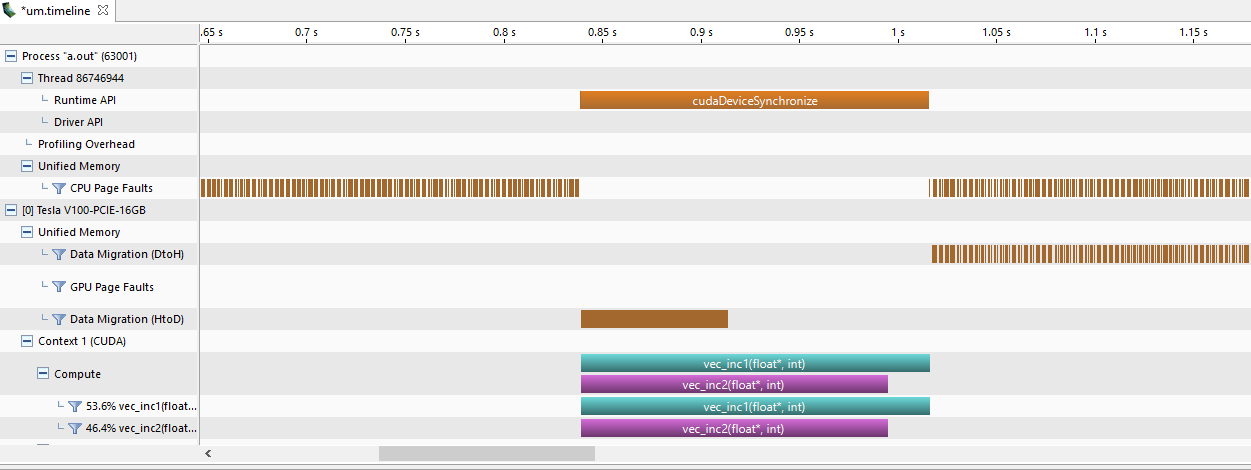 *um.timeline
.65 s 0.7 s 0.75 s 0.8 s 0.85 s 0.9 s 0.95 s 1 s 1.05 s 1.1 s 1.15 s
Process "a.out" (63001)
Thread 86746944
Runtime API cudaDeviceSynchronize
Driver API
Profiling Overhead
Unified Memory
CPU Page Faults
[0] Tesla V100-PCIE-16GB
Unified Memory
Data Migration (DtoH)
GPU Page Faults
Data Migration (HtoD)
Context 1 (CUDA)
vec_inc1(float*, int)
Compute
vec_inc2(float*, int)
53.6% vec_inc1(float... vec_inc1(float*, int)
46.4% vec_inc2(float... vec_inc2(float*, int)